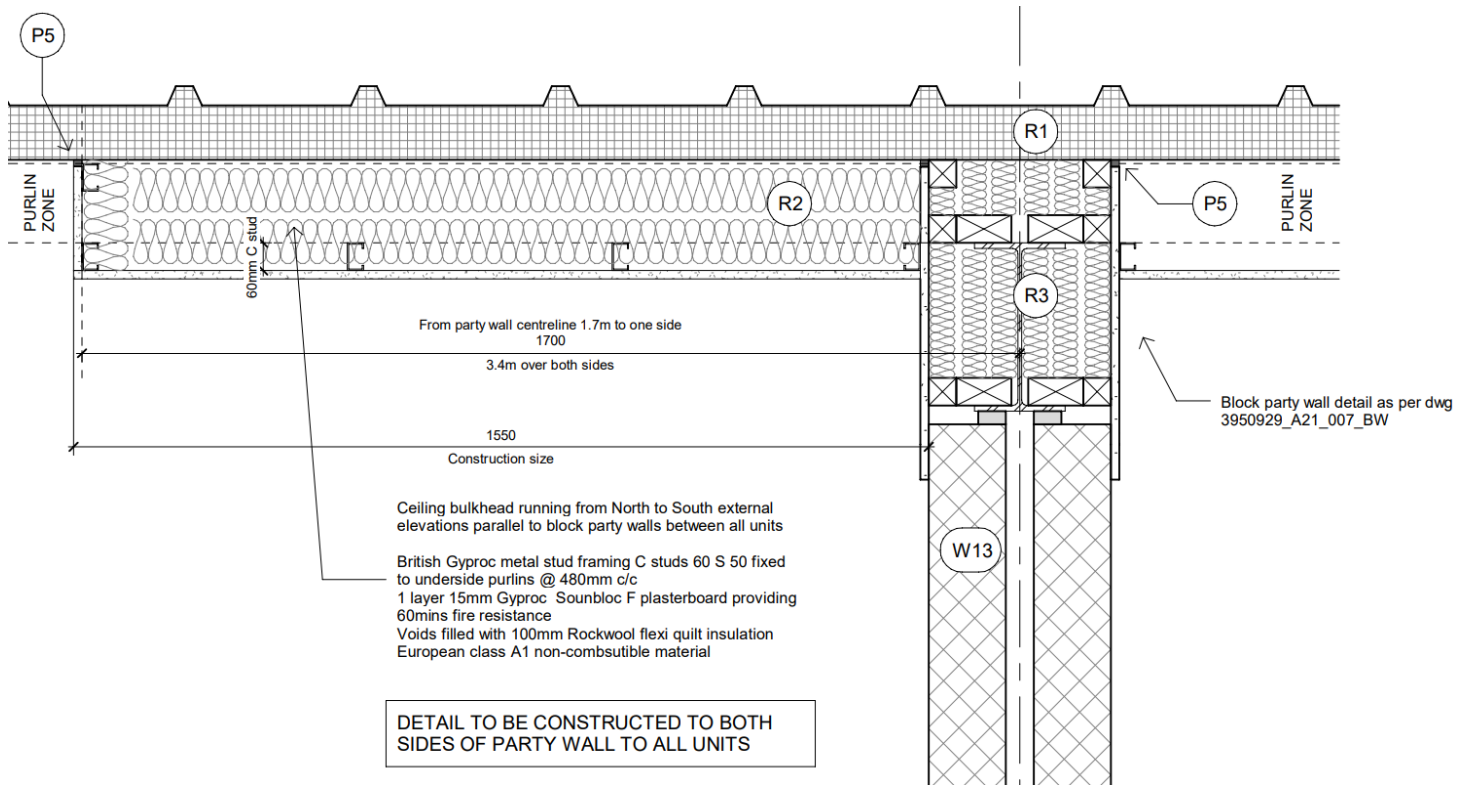 P5
R1
PURLIN
ZONE
R2
P5
PURLIN
ZONE
60mm C stud
R3
From party wall centreline 1.7m to one side
1700
3.4m over both sides
Block party wall detail as per dwg
3950929_A21_007_BW
1550
Construction size
Ceiling bulkhead running from North to South external
elevations parallel to block party walls between all units
British Gyproc metal stud framing C studs 60 S 50 fixed
to underside purlins @ 480mm c/c
1 layer 15mm Gyproc Sounbloc F plasterboard providing
60mins fire resistance
Voids filled with 100mm Rockwool flexi quilt insulation
European class A1 non-combsutible material
W13
DETAIL TO BE CONSTRUCTED TO BOTH
SIDES OF PARTY WALL TO ALL UNITS